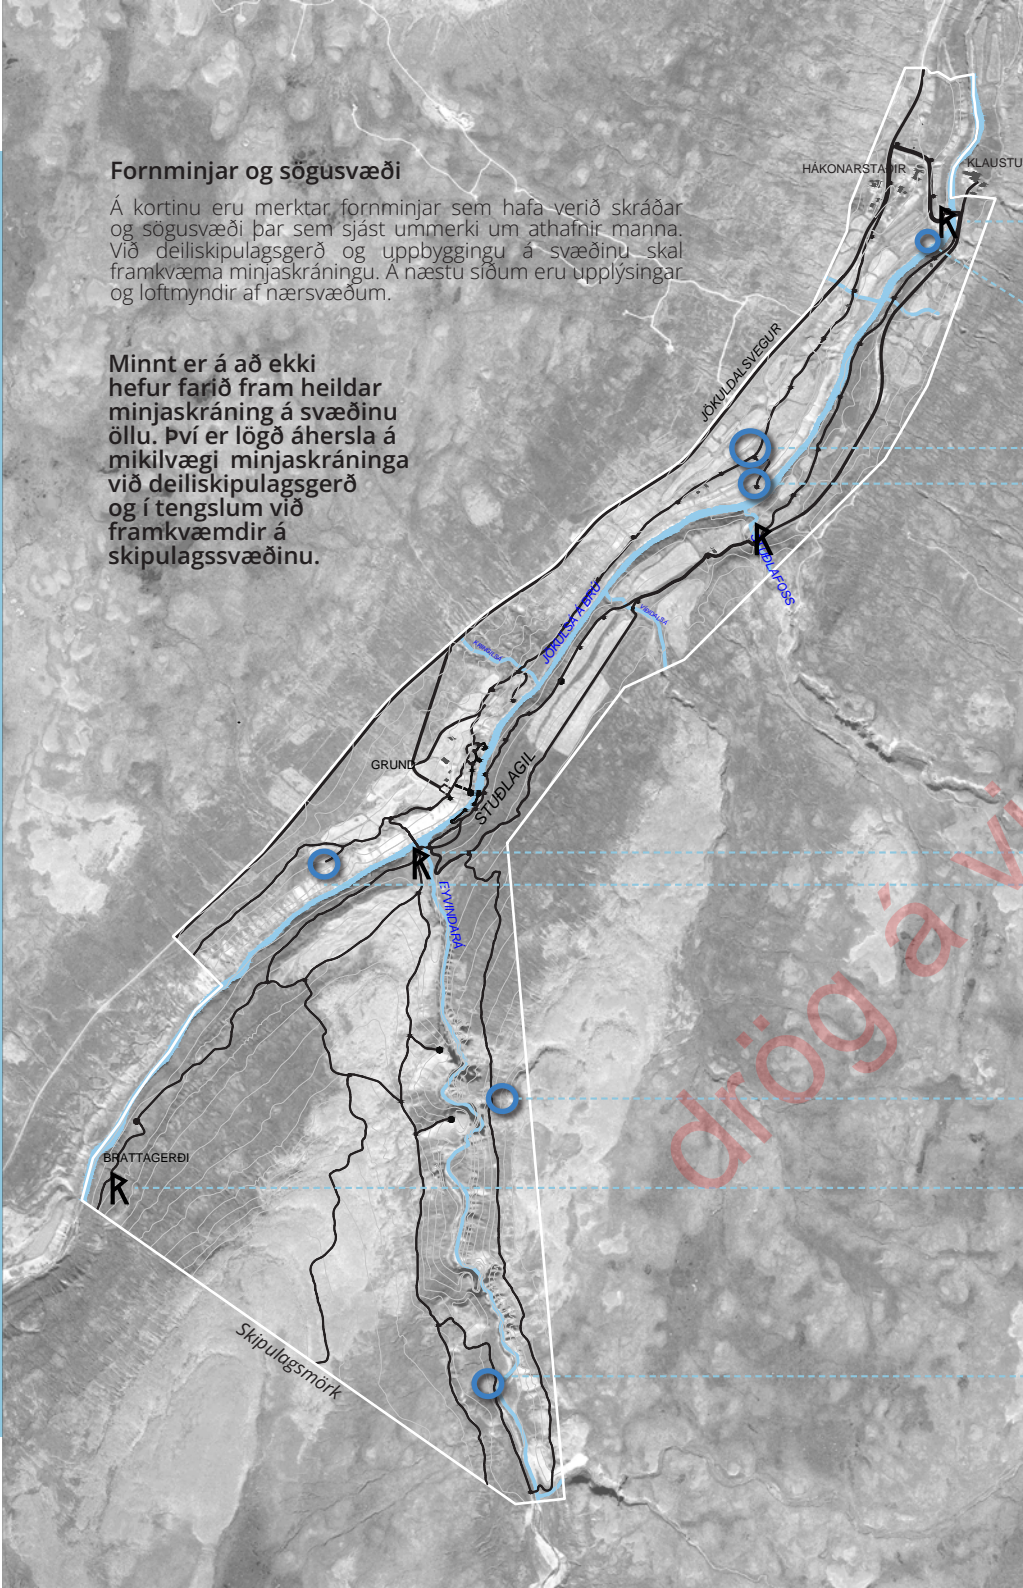 Fornminjar og sögusvæði
Á kortinu eru merktar fornminjar sem hafa verið skráðar
og sögusvæði þar sem sjást ummerki um athafnir manna.
Við deiliskipulagsgerð og uppbyggingu á svæðinu skal
framkvæma minjaskráningu. Á næstu síðum eru upplýsingar
og loftmyndir af nærsvæðum.
Minnt er á að ekki
hefur farið fram heildar
minjaskráning á svæðinu
öllu. Því er lögð áhersla á
mikilvægi minjaskráninga
við deiliskipulagsgerð
og í tengslum við
framkvæmdir á
skipulagssvæðinu.
HÁKONARSTAÐIR
KLAUSTU
JÖKULDALSVEGUR
STUÐLAFOSS
JÖKULSÁ Á BRÚ
VÍÐIDALSÁ
GRUND
STUÐLAGIL
EYVINDARÁ
BRATTAGERÐI
Skipulagsmörk
drög á vi